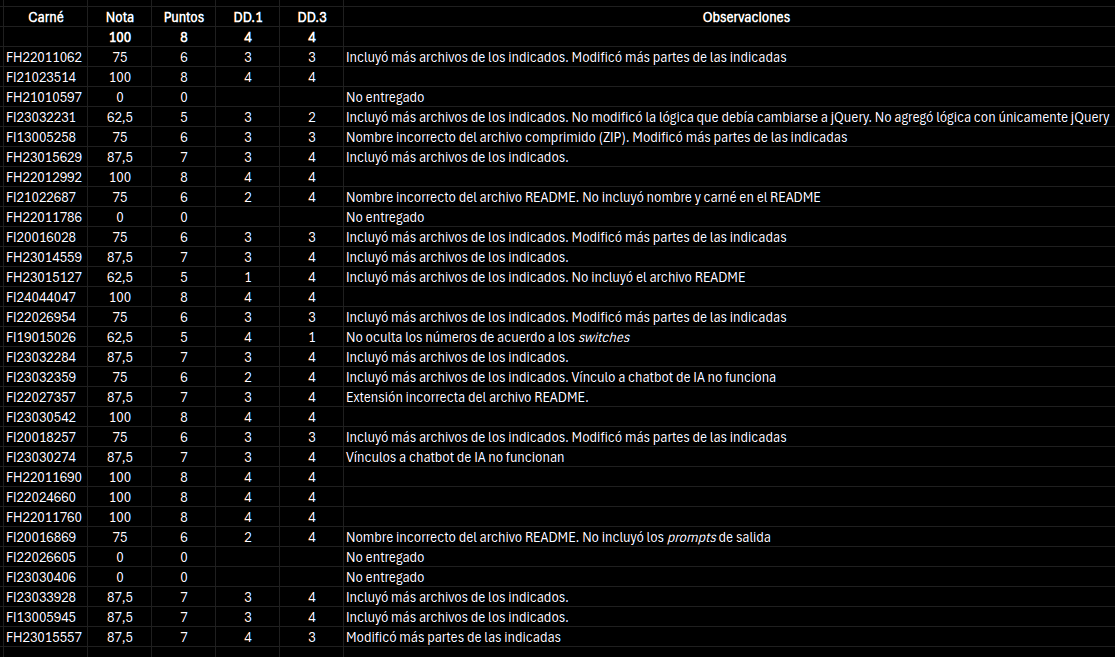 Carné Nota Puntos DD.1 DD.3 Observaciones
100 8 4 4
FH22011062 75 6 3 3 Incluyó más archivos de los indicados. Modificó más partes de las indicadas
FI21023514 100 8 4 4
FH21010597 0 0 No entregado
FI23032231 62,5 5 3 2 Incluyó más archivos de los indicados. No modificó la lógica que debía cambiarse a jQuery. No agregó lógica con únicamente jQuery
FI13005258 75 6 3 3 Nombre incorrecto del archivo comprimido (ZIP). Modificó más partes de las indicadas
FH23015629 87,5 7 3 4 Incluyó más archivos de los indicados.
FH22012992 100 8 4 4
FI21022687 75 6 2 4 Nombre incorrecto del archivo README. No incluyó nombre y carné en el README
FH22011786 0 0 No entregado
FI20016028 75 6 3 3 Incluyó más archivos de los indicados. Modificó más partes de las indicadas
FH23014559 87,5 7 3 4 Incluyó más archivos de los indicados.
FH23015127 62,5 5 1 4 Incluyó más archivos de los indicados. No incluyó el archivo README
FI24044047 100 8 4 4
FI22026954 75 6 3 3 Incluyó más archivos de los indicados. Modificó más partes de las indicadas
FI19015026 62,5 5 4 1 No oculta los números de acuerdo a los switches
FI23032284 87,5 7 3 4 Incluyó más archivos de los indicados.
FI23032359 75 6 2 4 Incluyó más archivos de los indicados. Vínculo a chatbot de IA no funciona
FI22027357 87,5 7 3 4 Extensión incorrecta del archivo README.
FI23030542 100 8 4 4
FI20018257 75 6 3 3 Incluyó más archivos de los indicados. Modificó más partes de las indicadas
FI23030274 87,5 7 3 4 Vínculos a chatbot de IA no funcionan
FH22011690 100 8 4 4
FI22024660 100 8 4 4
FH22011760 100 8 4 4
FI20016869 75 6 2 4 Nombre incorrecto del archivo README. No incluyó los prompts de salida
FI22026605 0 0 No entregado
FI23030406 0 0 No entregado
FI23033928 87,5 7 3 4 Incluyó más archivos de los indicados.
FI13005945 87,5 7 3 4 Incluyó más archivos de los indicados.
FH23015557 87,5 7 4 3 Modificó más partes de las indicadas